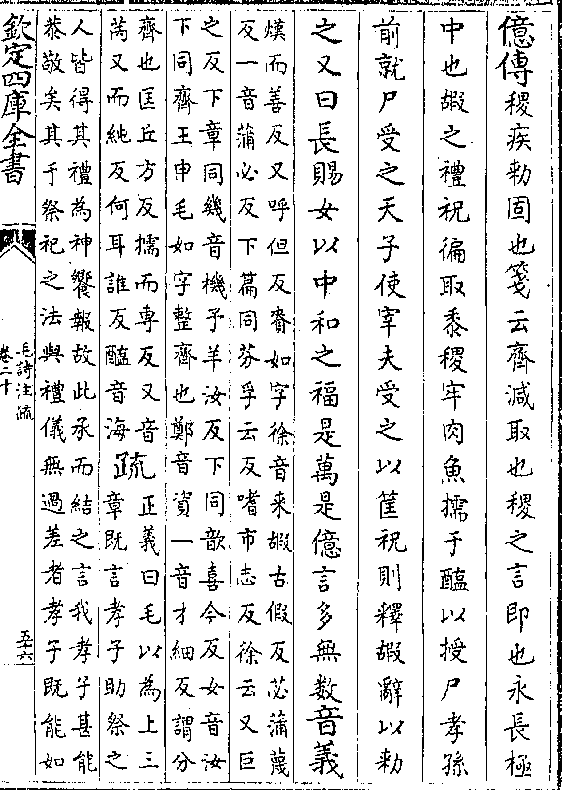 億傳稷疾勅固也箋云齊減取也稷之言即也永長極
中也嘏之禮祝徧取黍稷牢肉魚擩于醢以授尸孝孫
前就尸受之天子使宰夫受之以筐祝則釋嘏辭以勅
之又曰長賜女以中和之福是萬是億言多無數音義
熯而善反又呼但反賚如字徐音来嘏古假反苾蒲蔑
反一音蒲必反下篇同芬孚云反嗜市志反徐云又巨
之反下章同幾音機予羊汝反下同歆喜今反女音汝
下同齊王申毛如字整齊也鄭音資一音才細反謂分
齊也匡丘方反擩而専反又音
芮又而純反何耳誰反醢音海
疏
正義曰毛以為上三
章既言孝子助祭之
人皆得其禮為神饗報故此承而結之言我孝子甚能
恭敬矣其于祭祀之法與禮儀無過差者孝子既能如
欽定四庫全書
毛詩注疏
卷二十
五十六